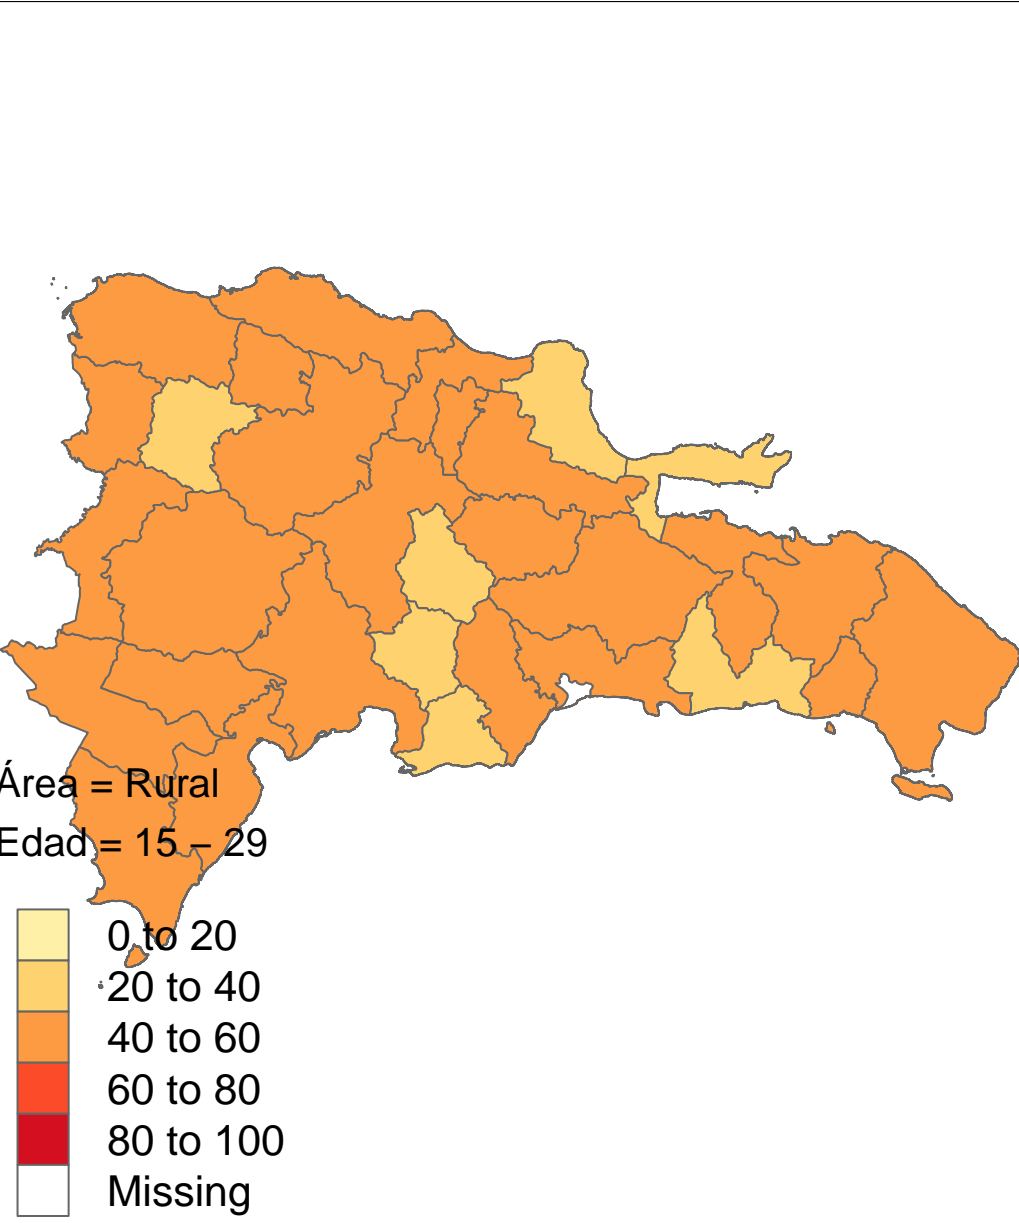 Área = Rural
Edad = 15 – 29
0 to 20
20 to 40
40 to 60
60 to 80
80 to 100
Missing